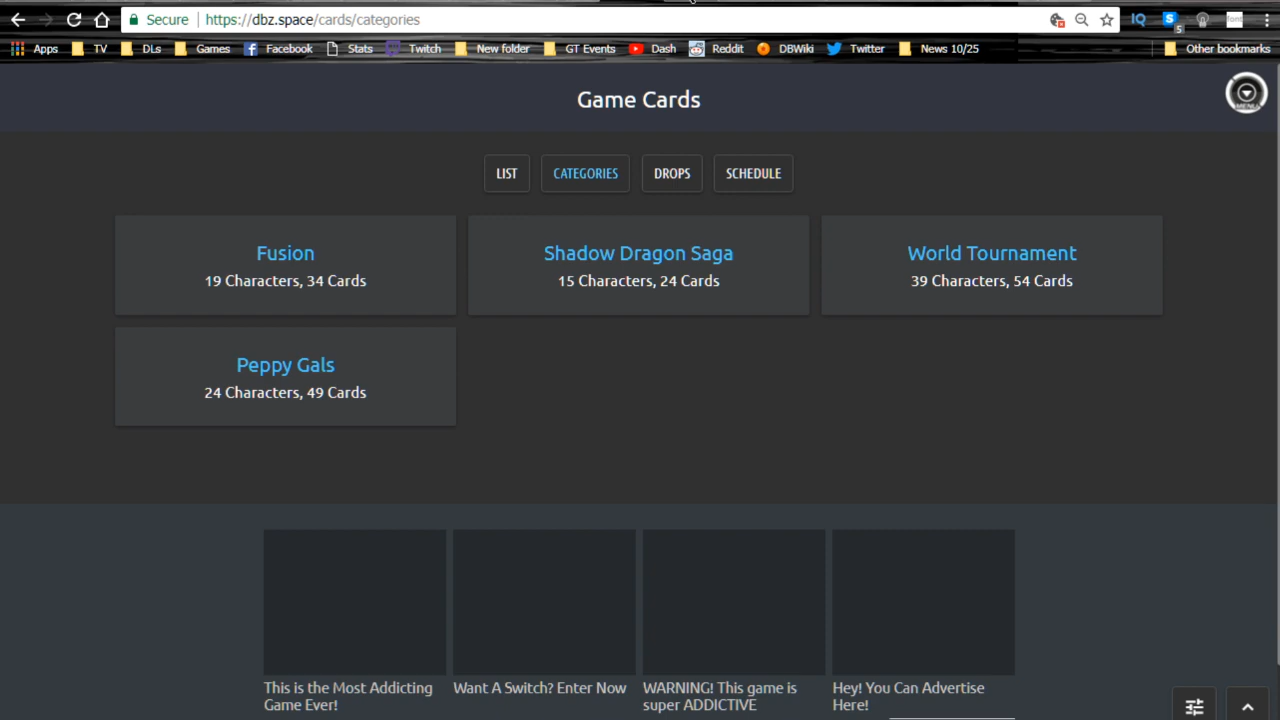 Secure https://dbz.space/cards/categories
Apps TV DLs Games Facebook Stats Twitch New folder GT Events Dash Reddit DBWiki Twitter News 10/25 Other bookmarks
Game Cards
MENU
LIST CATEGORIES DROPS SCHEDULE
Fusion
19 Characters, 34 Cards
Shadow Dragon Saga
15 Characters, 24 Cards
World Tournament
39 Characters, 54 Cards
Peppy Gals
24 Characters, 49 Cards
This is the Most Addicting
Game Ever!
Want A Switch? Enter Now
WARNING! This game is
super ADDICTIVE
Hey! You Can Advertise
Here!